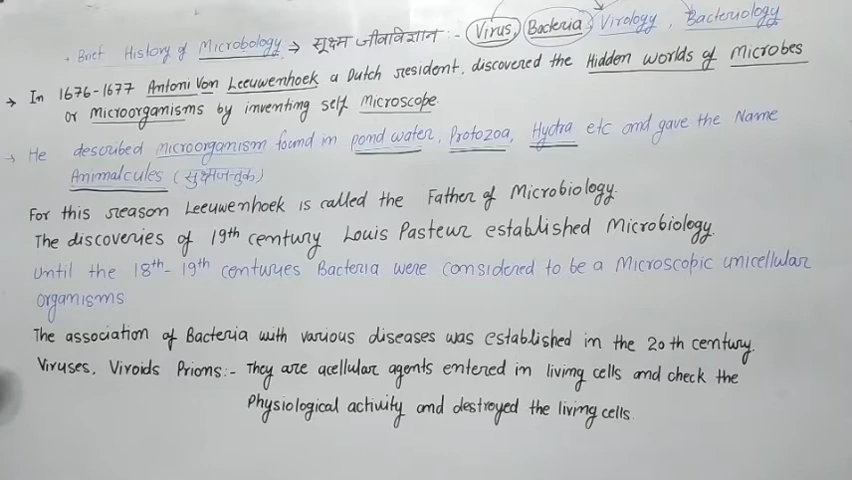 Brief History of Microbology → सूक्ष्म जीवविज्ञान :- Virus, Bacteria, Virology, Bacteriology
→ In 1676-1677 Antoni Von Leeuwenhoek a Dutch resident, discovered the Hidden worlds of Microbes
or Microorganisms by inventing self Microscope.
→ He described microorganism found in pond water, Protozoa, Hydra etc and gave the Name
Animalcules (सुक्ष्मजन्तुक)
For this reason Leeuwenhoek is called the Father of Microbiology.
The discoveries of 19th century Louis Pasteur established Microbiology.
Until the 18th- 19th centuries Bacteria were considered to be a Microscopic unicellular
organisms
The association of Bacteria with various diseases was established in the 20th century.
Viruses, Viroids Prions:- They are acellular agents entered in living cells and check the
Physiological activity and destroyed the living cells.